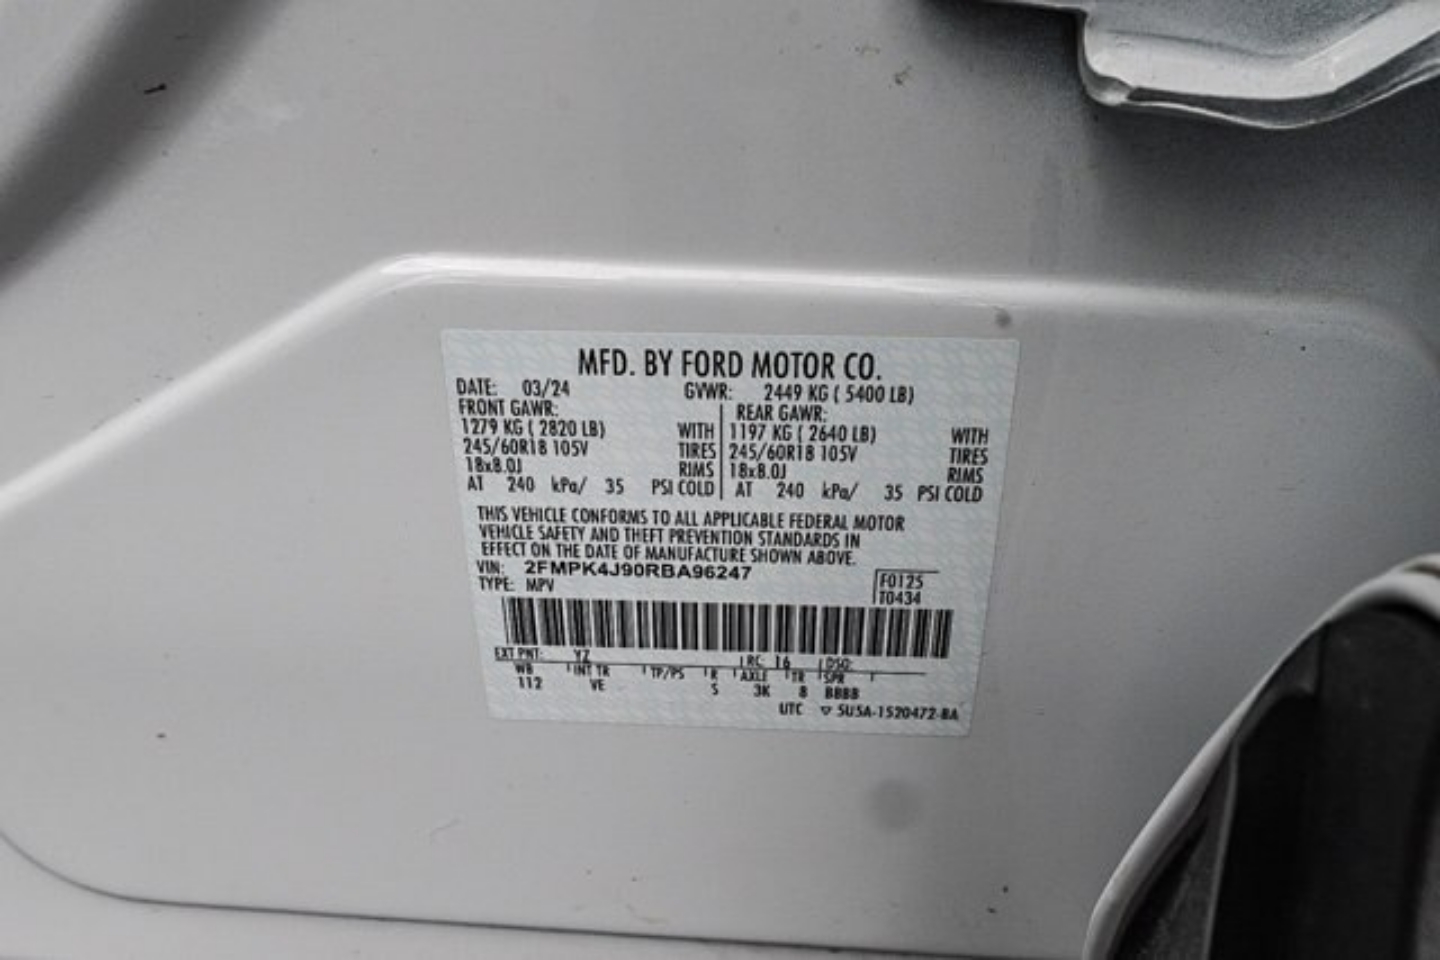 MFD. BY FORD MOTOR CO.
DATE: 03/24 GVWR: 2449 KG ( 5400 LB)
FRONT GAWR: REAR GAWR:
1279 KG ( 2820 LB) WITH 1197 KG ( 2640 LB) WITH
245/60R18 105V TIRES 245/60R18 105V TIRES
18x8.0J RIMS 18x8.0J RIMS
AT 240 kPa/ 35 PSI COLD AT 240 kPa/ 35 PSI COLD
THIS VEHICLE CONFORMS TO ALL APPLICABLE FEDERAL MOTOR
VEHICLE SAFETY AND THEFT PREVENTION STANDARDS IN
EFFECT ON THE DATE OF MANUFACTURE SHOWN ABOVE.
VIN: 2FMPK4J90RBA96247
TYPE: MPV
F0125
T0434
EXT PNT: YZ RC: 16 DSO:
WB INT TR TP/PS R AXLE TR SPR
112 VE S 3K 8 BBBB
UTC ▽ 5U5A-1520472-BA